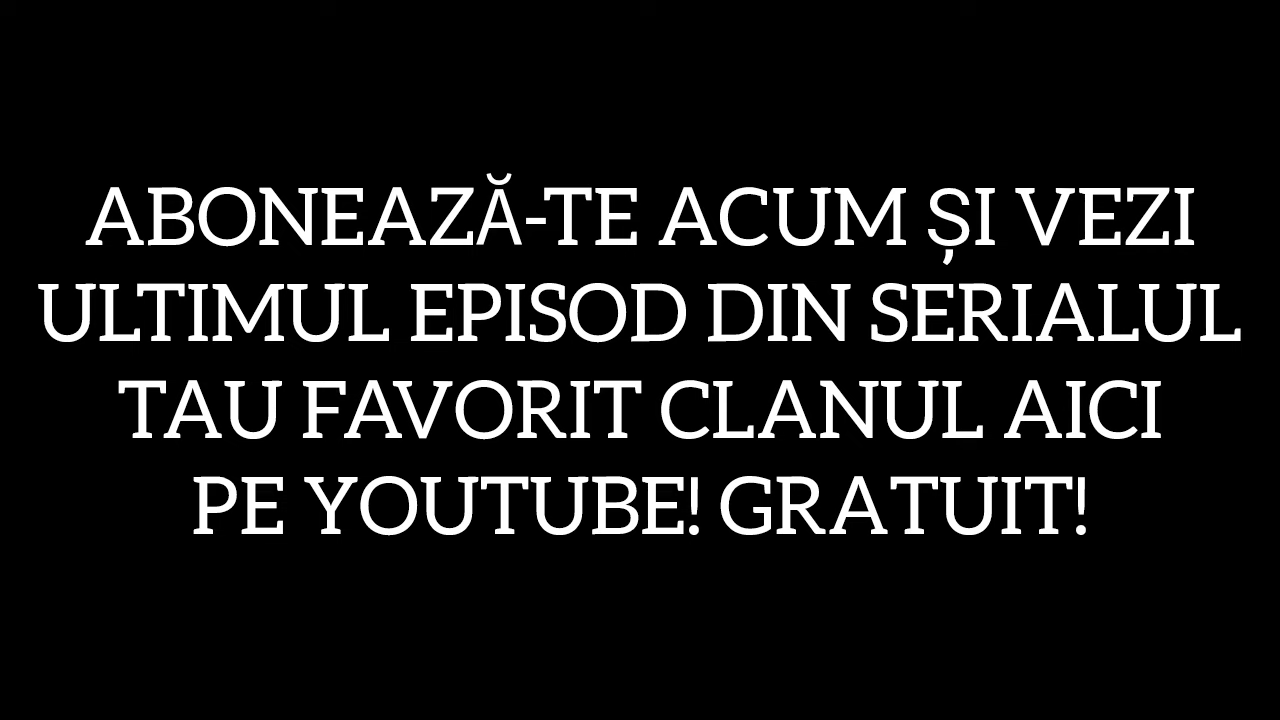 ABONEAZĂ-TE ACUM ȘI VEZI
ULTIMUL EPISOD DIN SERIALUL
TAU FAVORIT CLANUL AICI
PE YOUTUBE! GRATUIT!